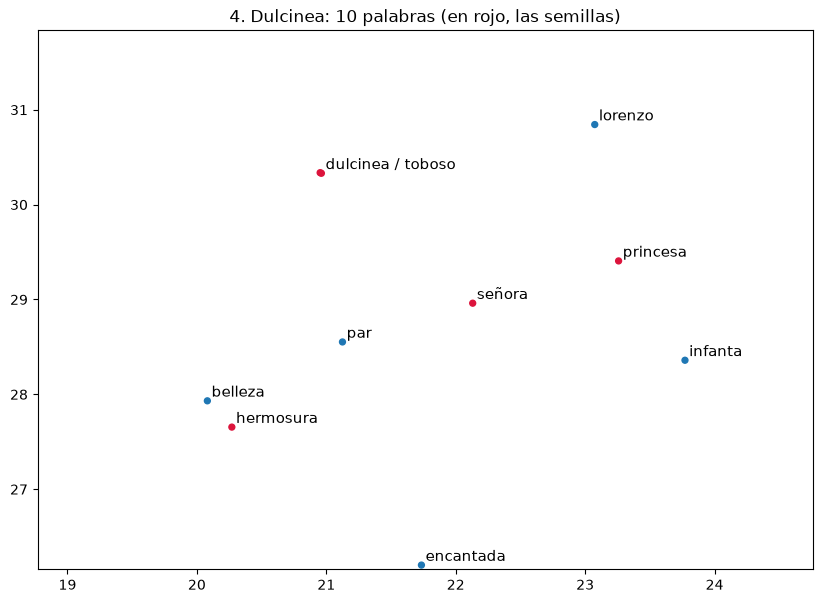 4. Dulcinea: 10 palabras (en rojo, las semillas)
31
lorenzo
dulcinea / toboso
30
princesa
29
señora
par
infanta
28
belleza
hermosura
27
encantada
19 20 21 22 23 24